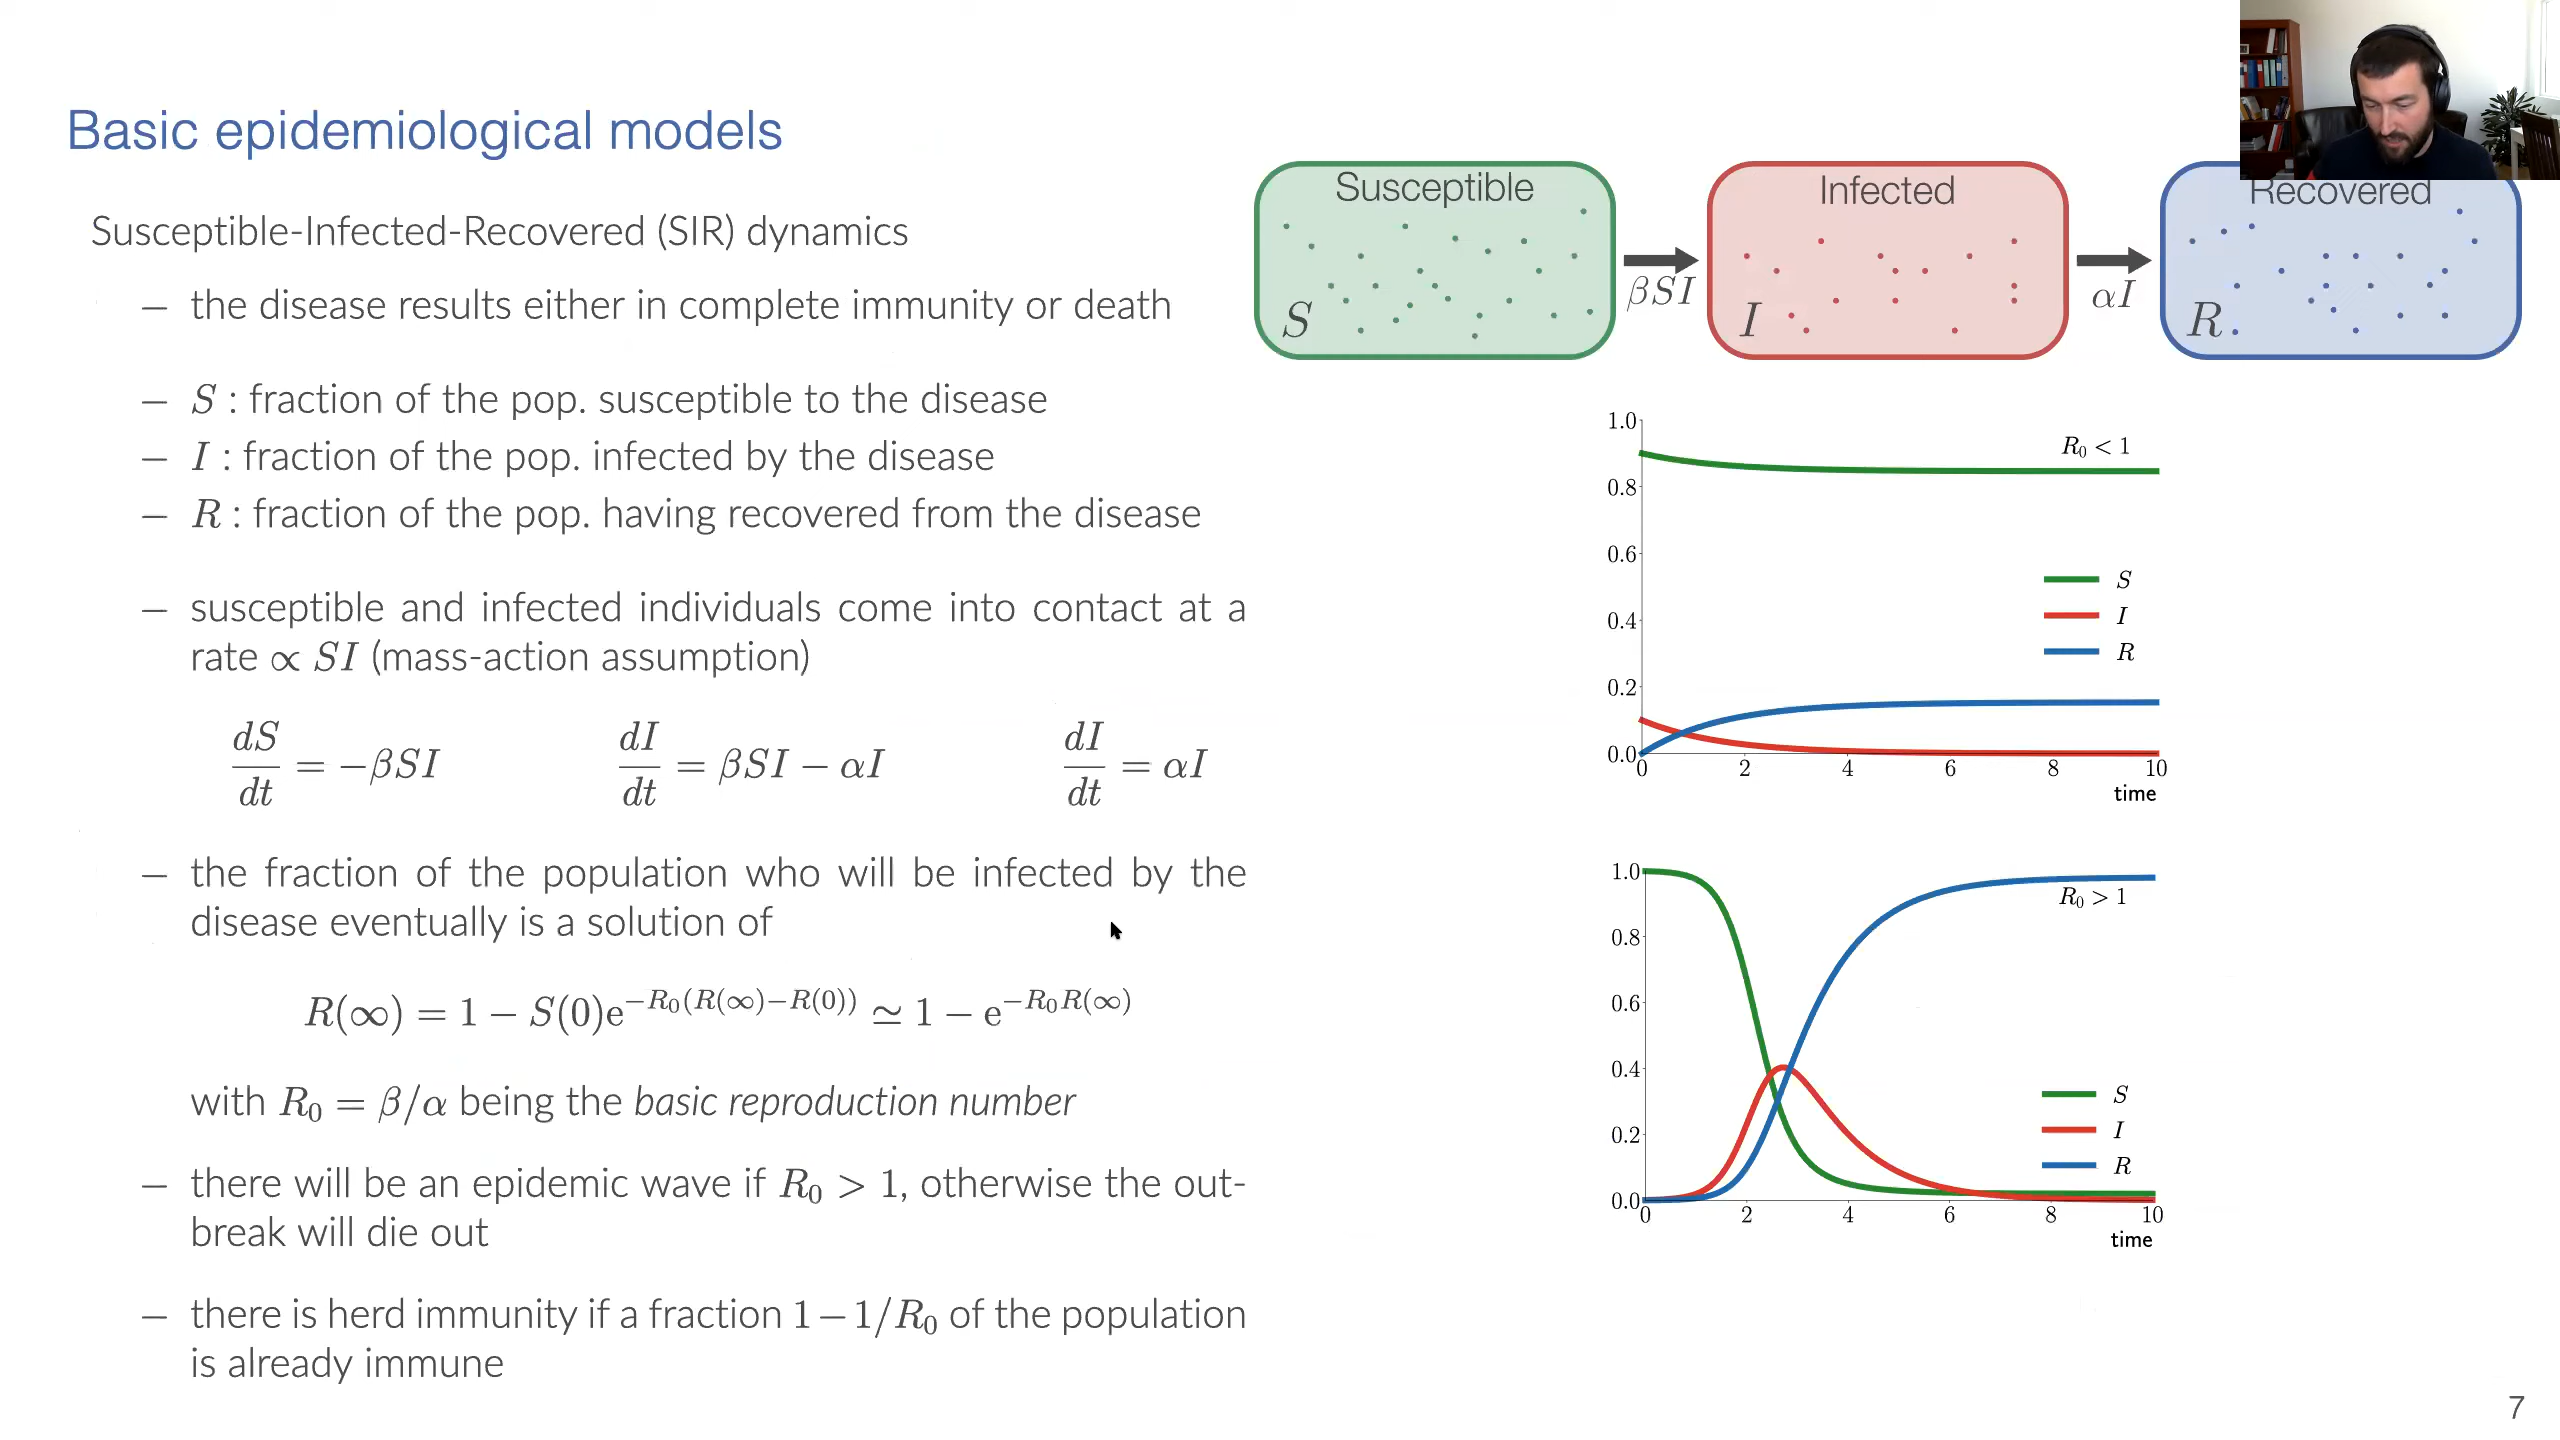 Basic epidemiological models
Susceptible-Infected-Recovered (SIR) dynamics
– the disease results either in complete immunity or death
– S : fraction of the pop. susceptible to the disease
– I : fraction of the pop. infected by the disease
– R : fraction of the pop. having recovered from the disease
– susceptible and infected individuals come into contact at a
rate ∝ SI (mass-action assumption)
dS/dt = −βSI dI/dt = βSI − αI dI/dt = αI
– the fraction of the population who will be infected by the
disease eventually is a solution of
R(∞) = 1 − S(0)e^{−R₀(R(∞)−R(0))} ≃ 1 − e^{−R₀R(∞)}
with R₀ = β/α being the basic reproduction number
– there will be an epidemic wave if R₀ > 1, otherwise the out-
break will die out
– there is herd immunity if a fraction 1 − 1/R₀ of the population
is already immune
Susceptible
S
βSI
Infected
I
αI
Recovered
R
1.0
0.8
0.6
0.4
0.2
0.0
R₀ < 1
S
I
R
0 2 4 6 8 10
time
1.0
0.8
0.6
0.4
0.2
0.0
R₀ > 1
S
I
R
0 2 4 6 8 10
time
7